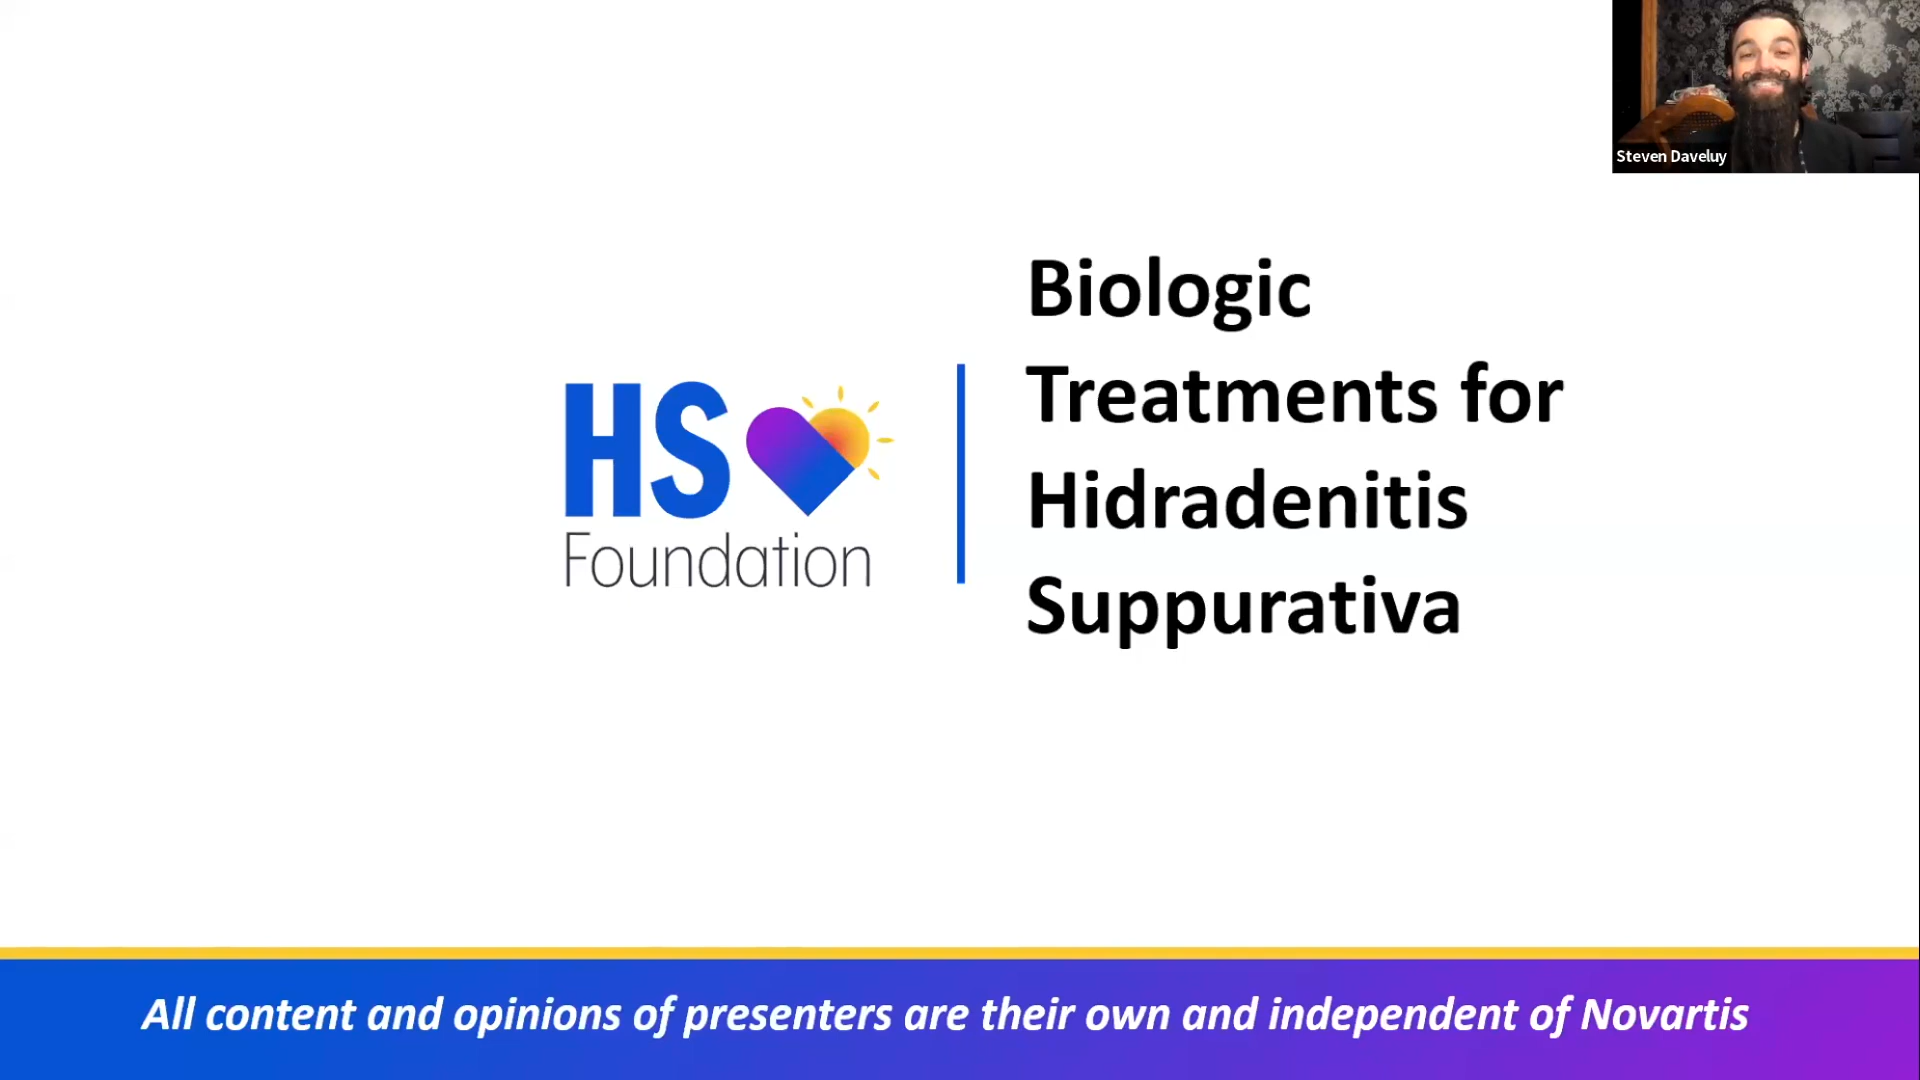 Steven Daveluy
HS
Foundation
Biologic
Treatments for
Hidradenitis
Suppurativa
All content and opinions of presenters are their own and independent of Novartis